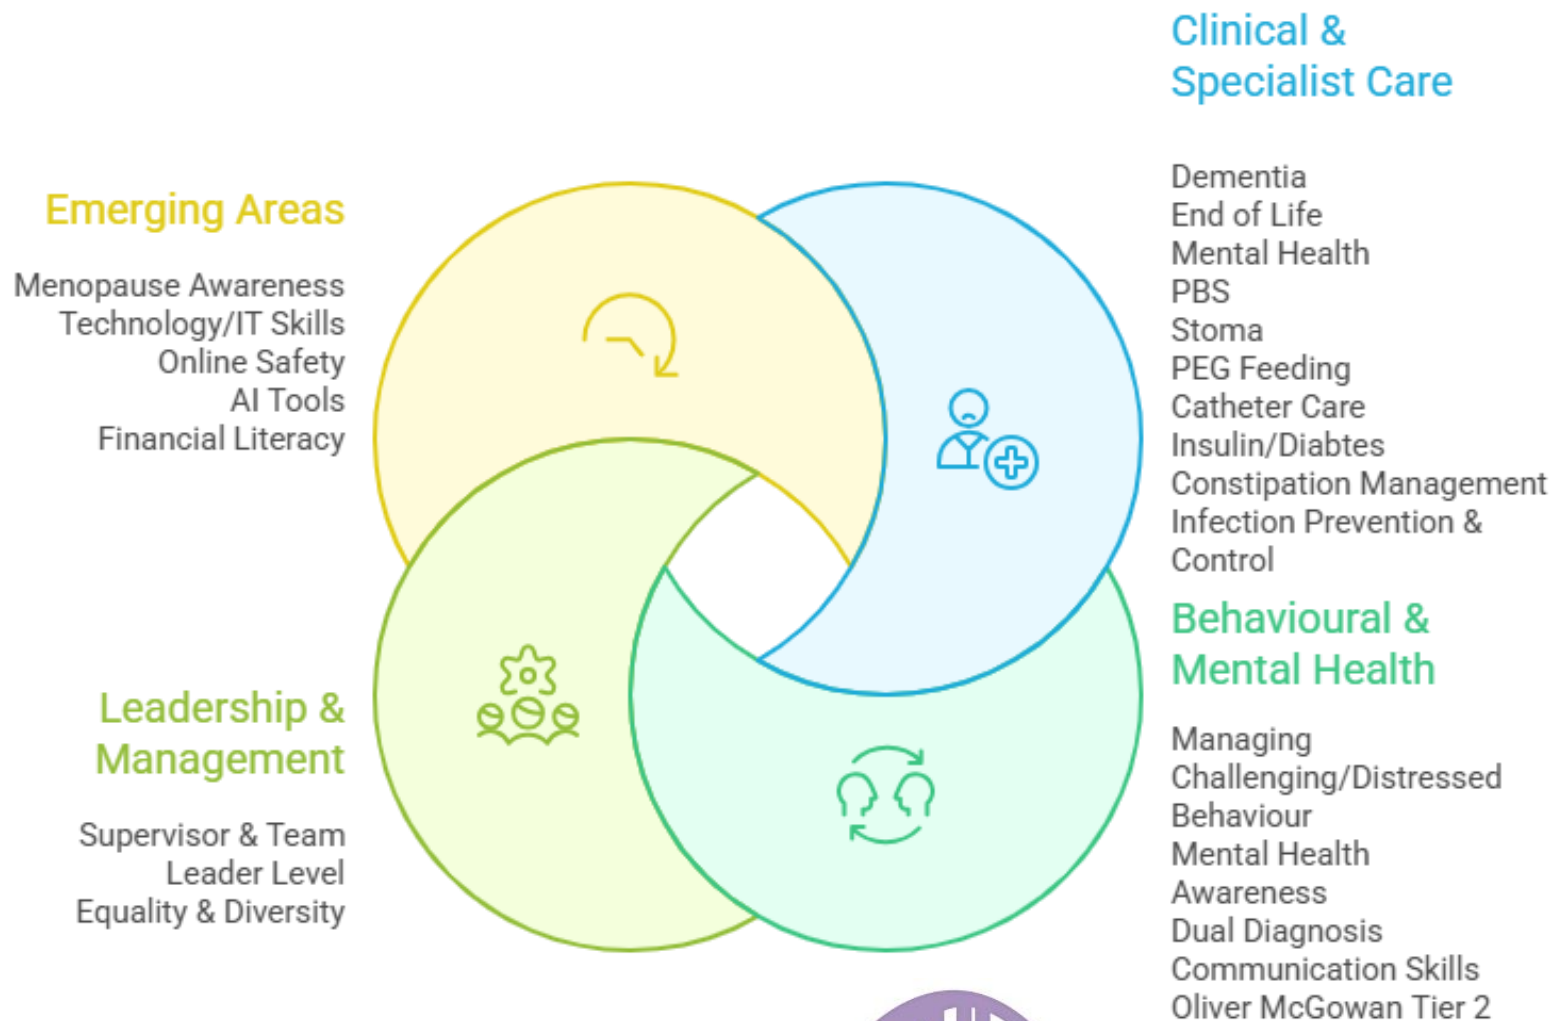 Clinical &
Specialist Care
Dementia
End of Life
Mental Health
PBS
Stoma
PEG Feeding
Catheter Care
Insulin/Diabtes
Constipation Management
Infection Prevention &
Control
Emerging Areas
Menopause Awareness
Technology/IT Skills
Online Safety
AI Tools
Financial Literacy
Behavioural &
Mental Health
Managing
Challenging/Distressed
Behaviour
Mental Health
Awareness
Dual Diagnosis
Communication Skills
Oliver McGowan Tier 2
Leadership &
Management
Supervisor & Team
Leader Level
Equality & Diversity